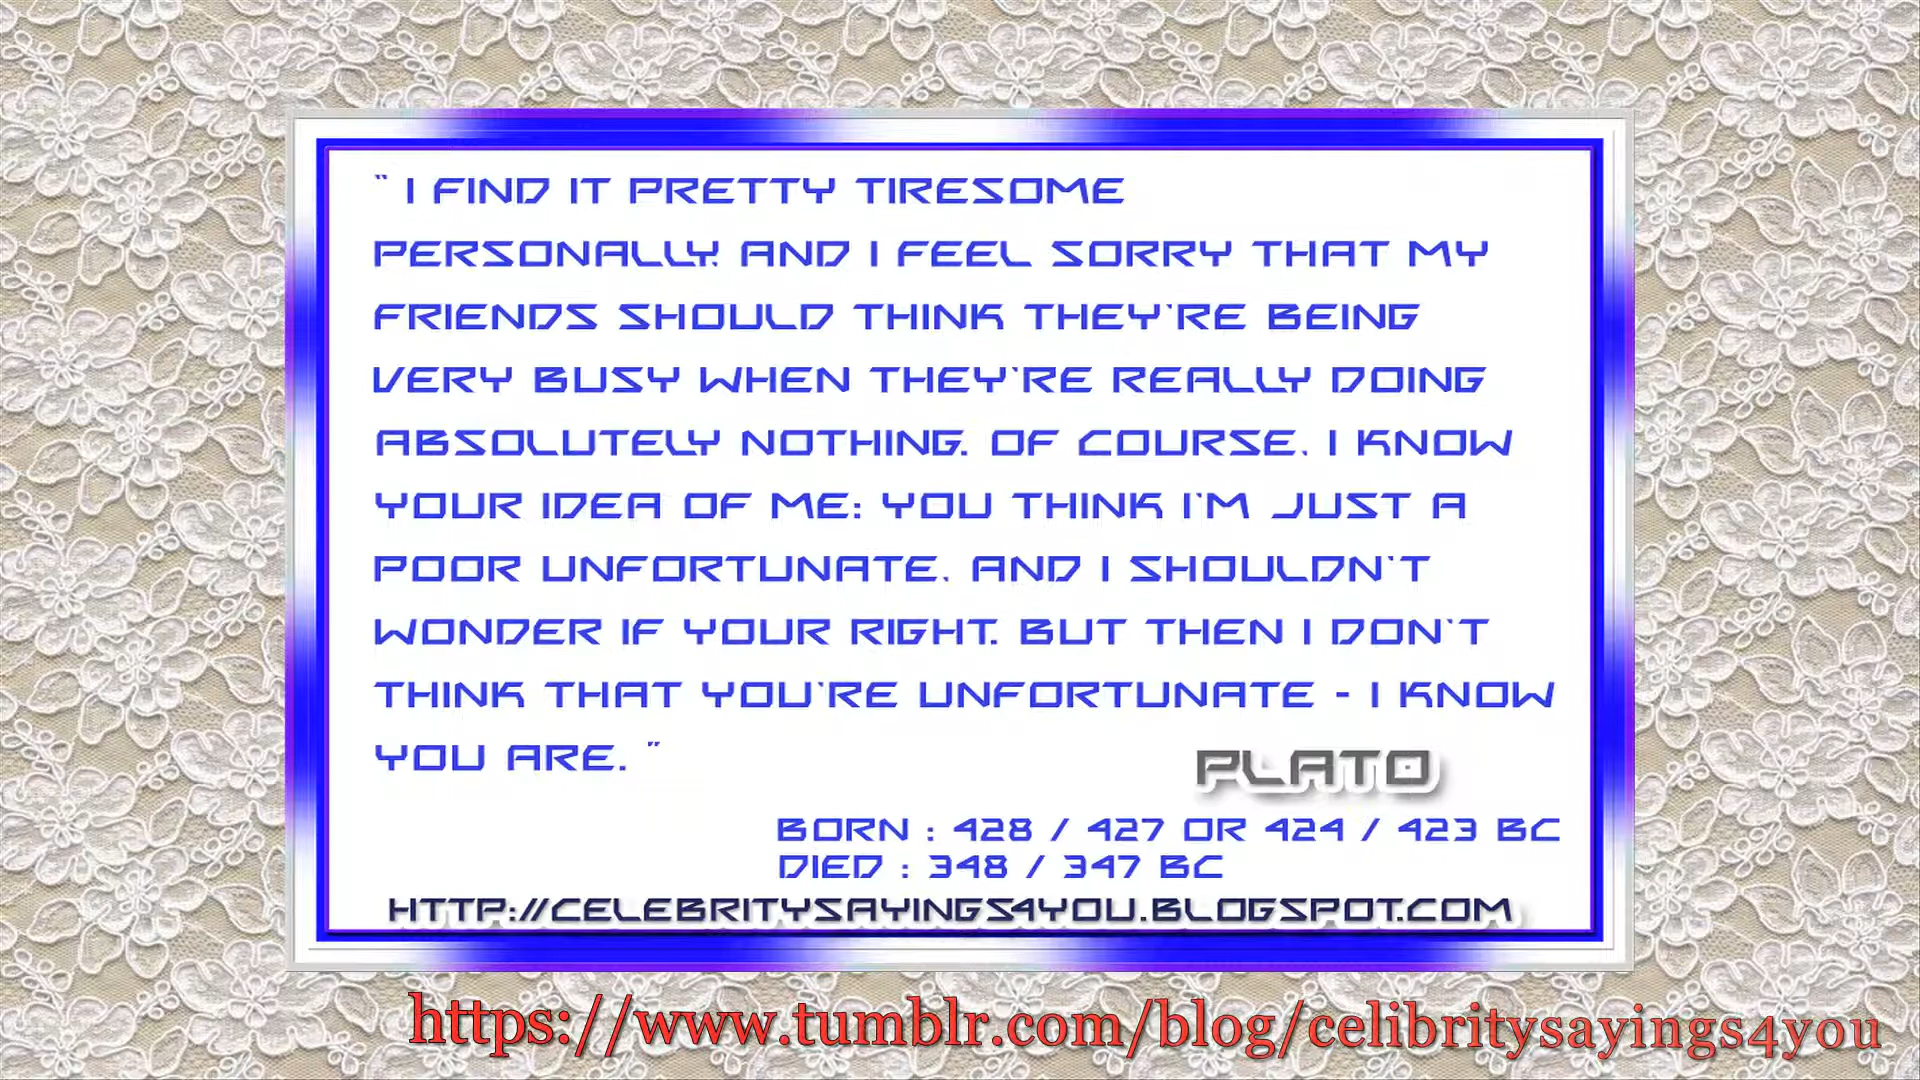 " I FIND IT PRETTY TIRESOME
PERSONALLY, AND I FEEL SORRY THAT MY
FRIENDS SHOULD THINK THEY'RE BEING
VERY BUSY WHEN THEY'RE REALLY DOING
ABSOLUTELY NOTHING. OF COURSE, I KNOW
YOUR IDEA OF ME: YOU THINK I'M JUST A
POOR UNFORTUNATE, AND I SHOULDN'T
WONDER IF YOUR RIGHT. BUT THEN I DON'T
THINK THAT YOU'RE UNFORTUNATE - I KNOW
YOU ARE. "
PLATO
BORN : 428 / 427 OR 424 / 423 BC
DIED : 348 / 347 BC
HTTP://CELEBRITYSAYINGS4YOU.BLOGSPOT.COM
https://www.tumblr.com/blog/celibritysayings4you